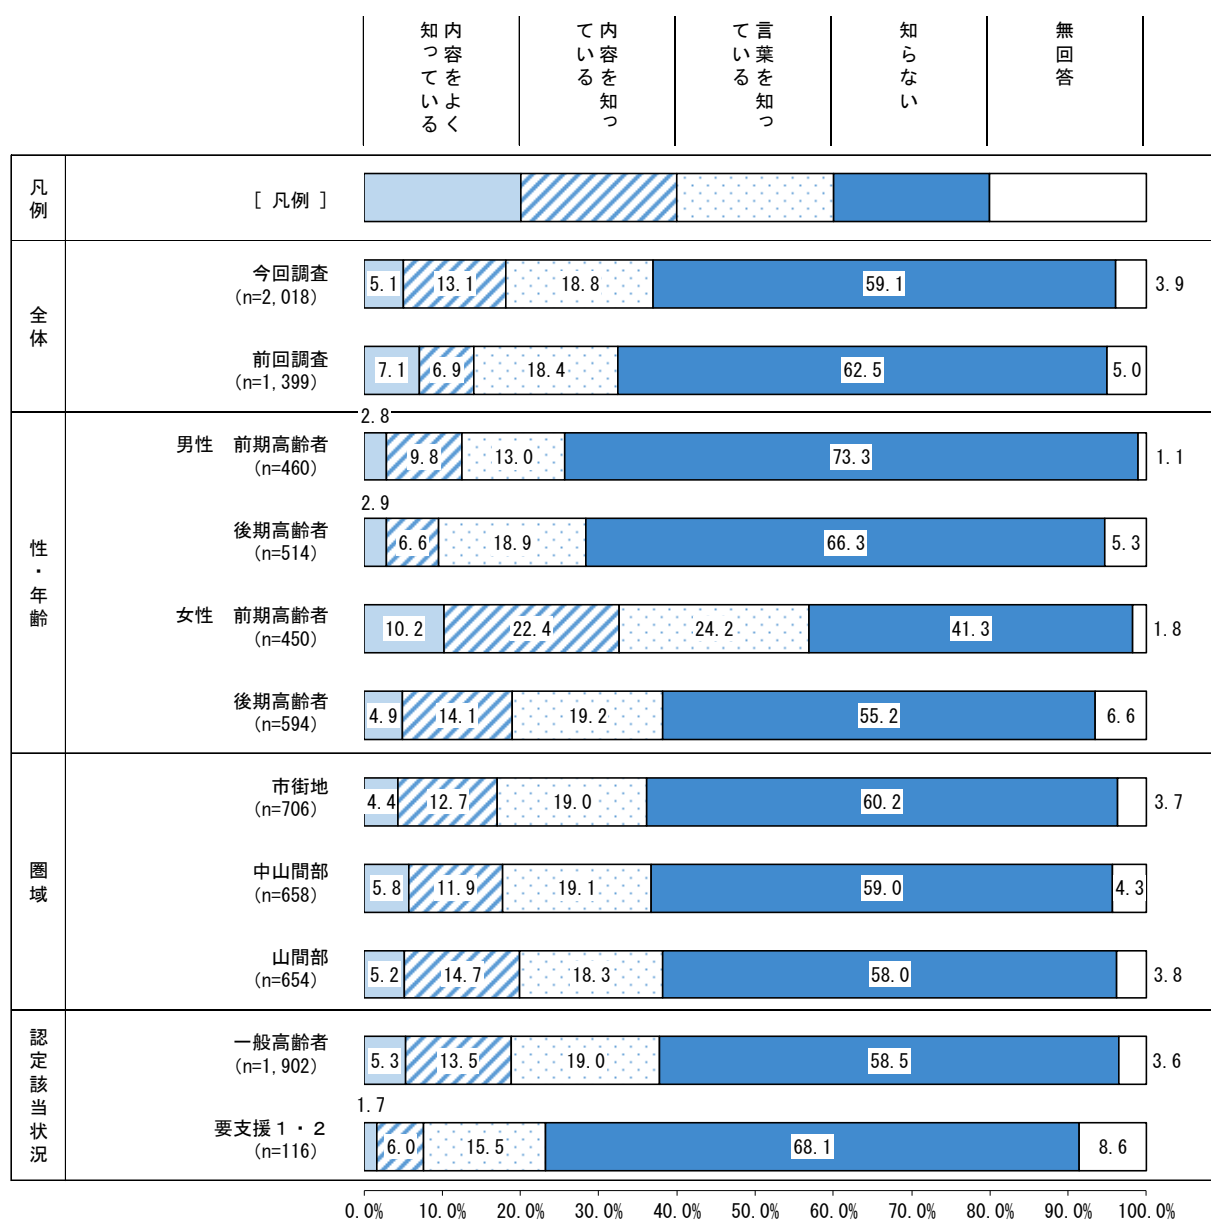 内容をよく
知っている
内容を知っ
ている
言葉を知っ
ている
知らない
無回答
凡例
[ 凡例 ]
全体
今回調査
(n=2,018)
5.1
13.1
18.8
59.1
3.9
前回調査
(n=1,399)
7.1
6.9
18.4
62.5
5.0
性・年齢
男性　前期高齢者
(n=460)
2.8
9.8
13.0
73.3
1.1
後期高齢者
(n=514)
2.9
6.6
18.9
66.3
5.3
女性　前期高齢者
(n=450)
10.2
22.4
24.2
41.3
1.8
後期高齢者
(n=594)
4.9
14.1
19.2
55.2
6.6
圏域
市街地
(n=706)
4.4
12.7
19.0
60.2
3.7
中山間部
(n=658)
5.8
11.9
19.1
59.0
4.3
山間部
(n=654)
5.2
14.7
18.3
58.0
3.8
認定該当状況
一般高齢者
(n=1,902)
5.3
13.5
19.0
58.5
3.6
要支援１・２
(n=116)
1.7
6.0
15.5
68.1
8.6
0.0% 10.0% 20.0% 30.0% 40.0% 50.0% 60.0% 70.0% 80.0% 90.0% 100.0%